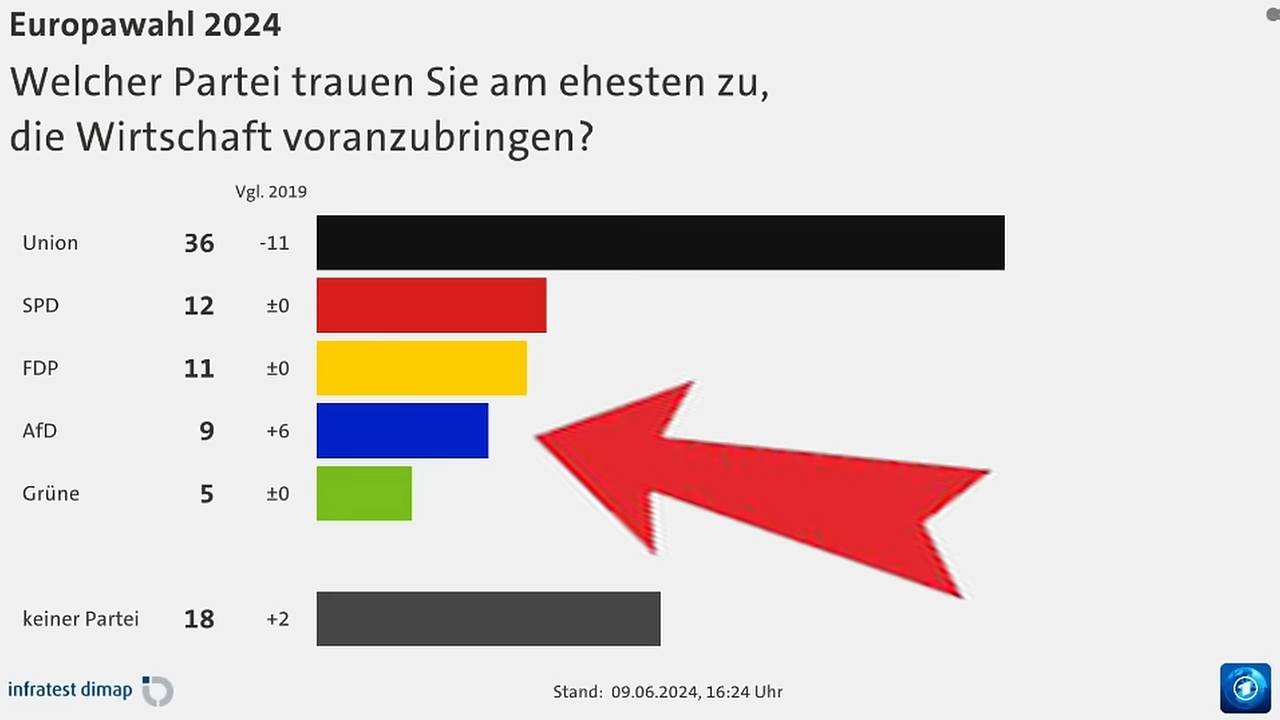 Europawahl 2024
Welcher Partei trauen Sie am ehesten zu,
die Wirtschaft voranzubringen?
Vgl. 2019
Union 36 -11
SPD 12 ±0
FDP 11 ±0
AfD 9 +6
Grüne 5 ±0
keiner Partei 18 +2
infratest dimap
Stand: 09.06.2024, 16:24 Uhr
1